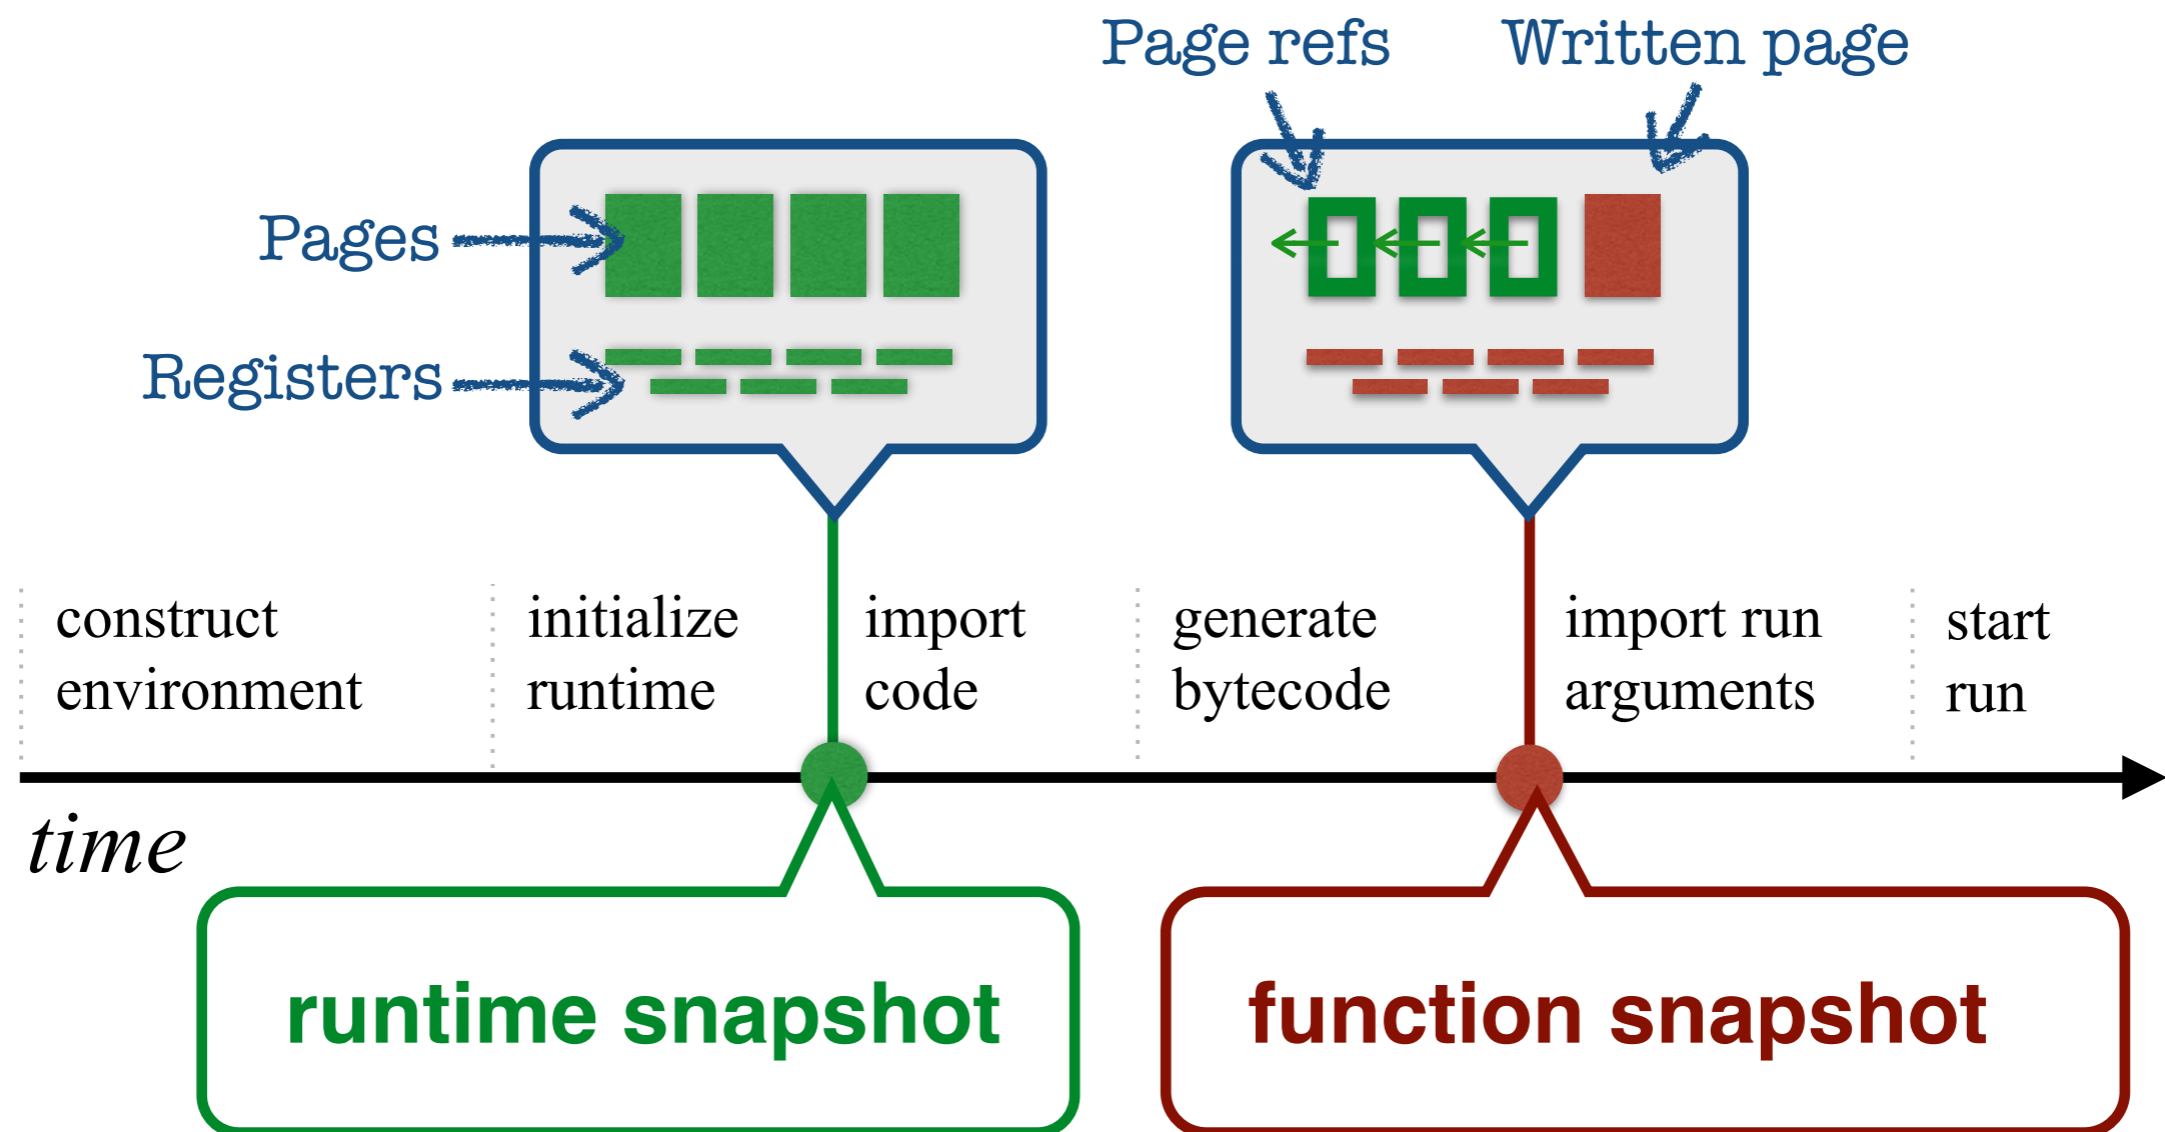 Page refs
Written page
Pages
Registers
construct
environment
initialize
runtime
import
code
generate
bytecode
import run
arguments
start
run
time
runtime snapshot
function snapshot